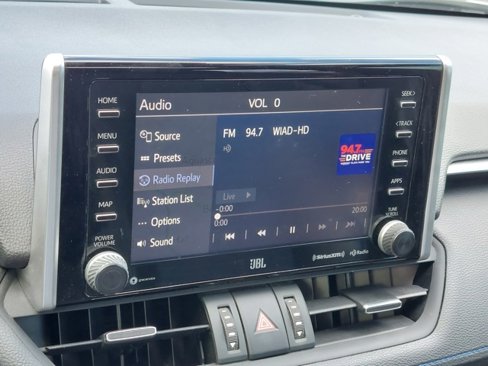 Audio VOL 0
HOME
MENU
AUDIO
MAP
POWER
VOLUME
Source
Presets
Radio Replay
Station List
Options
Sound
FM 94.7 WIAD-HD
94.7
DRIVE
Live
- 0:00 20:00
0:00
SEEK>
<TRACK
PHONE
APPS
TUNE
SCROLL
JBL
SiriusXM
HD Radio